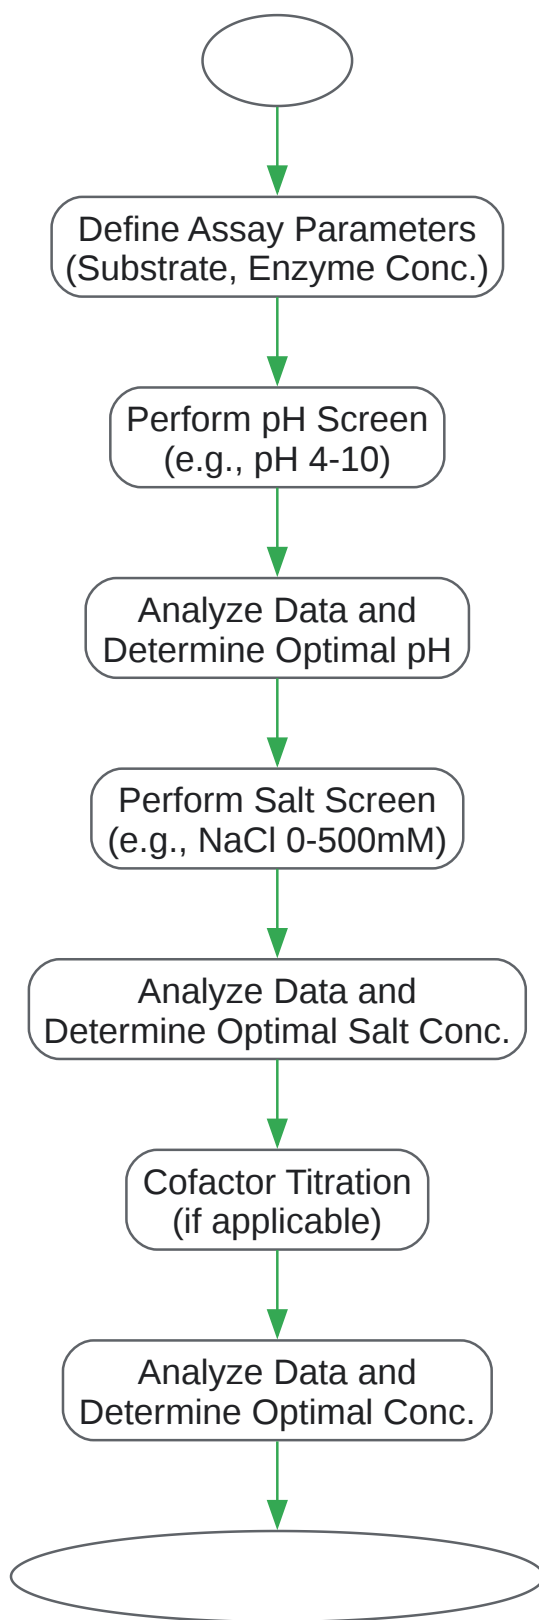 Define Assay Parameters
(Substrate, Enzyme Conc.)
Perform pH Screen
(e.g., pH 4-10)
Analyze Data and
Determine Optimal pH
Perform Salt Screen
(e.g., NaCl 0-500mM)
Analyze Data and
Determine Optimal Salt Conc.
Cofactor Titration
(if applicable)
Analyze Data and
Determine Optimal Conc.